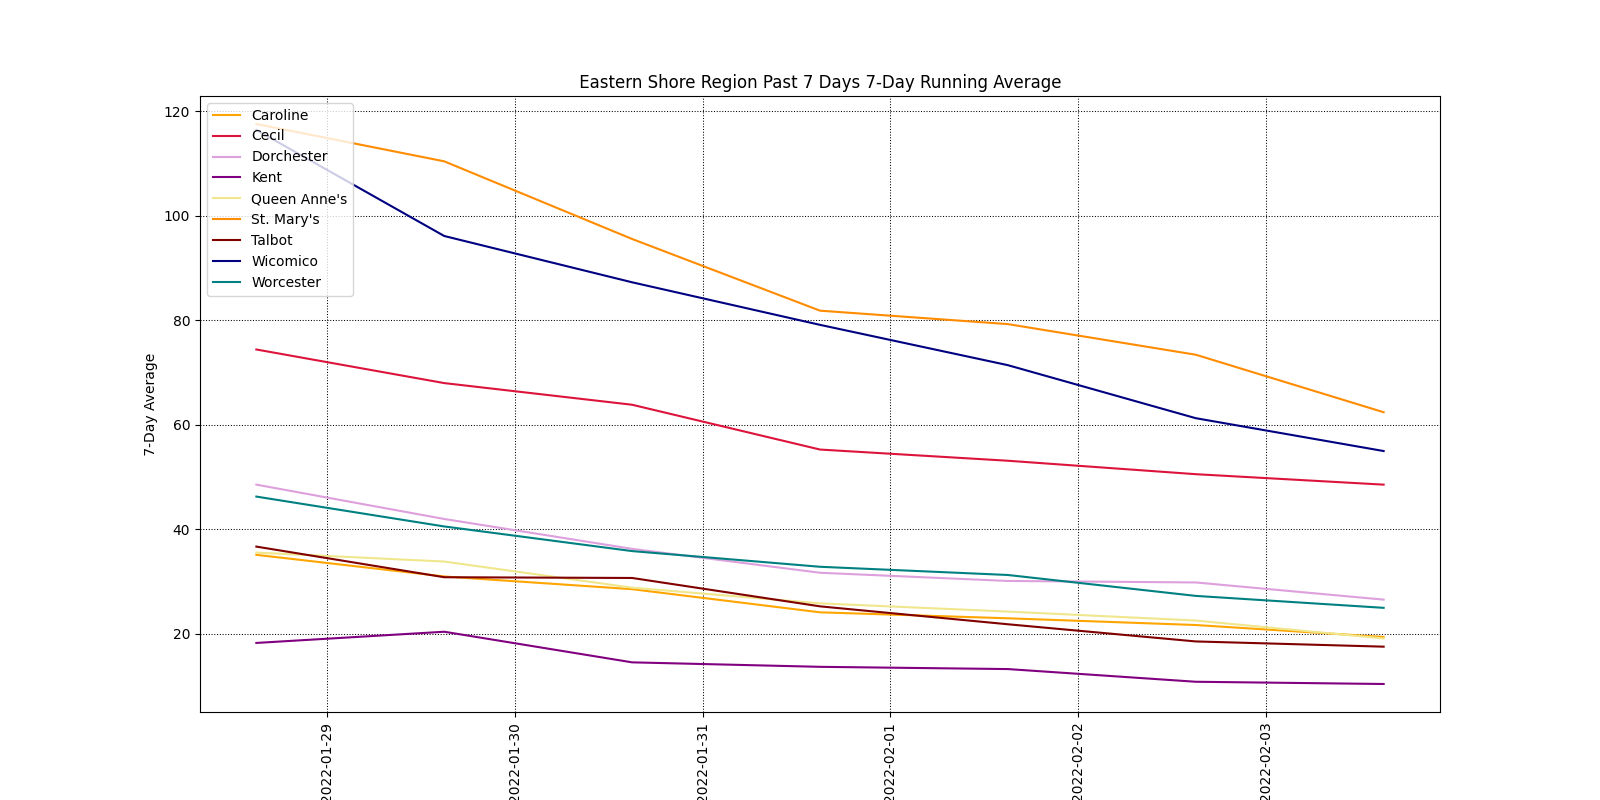 Eastern Shore Region Past 7 Days 7-Day Running Average
120
100
80
60
40
20
7-Day Average
Caroline
Cecil
Dorchester
Kent
Queen Anne's
St. Mary's
Talbot
Wicomico
Worcester
2022-01-29
2022-01-30
2022-01-31
2022-02-01
2022-02-02
2022-02-03